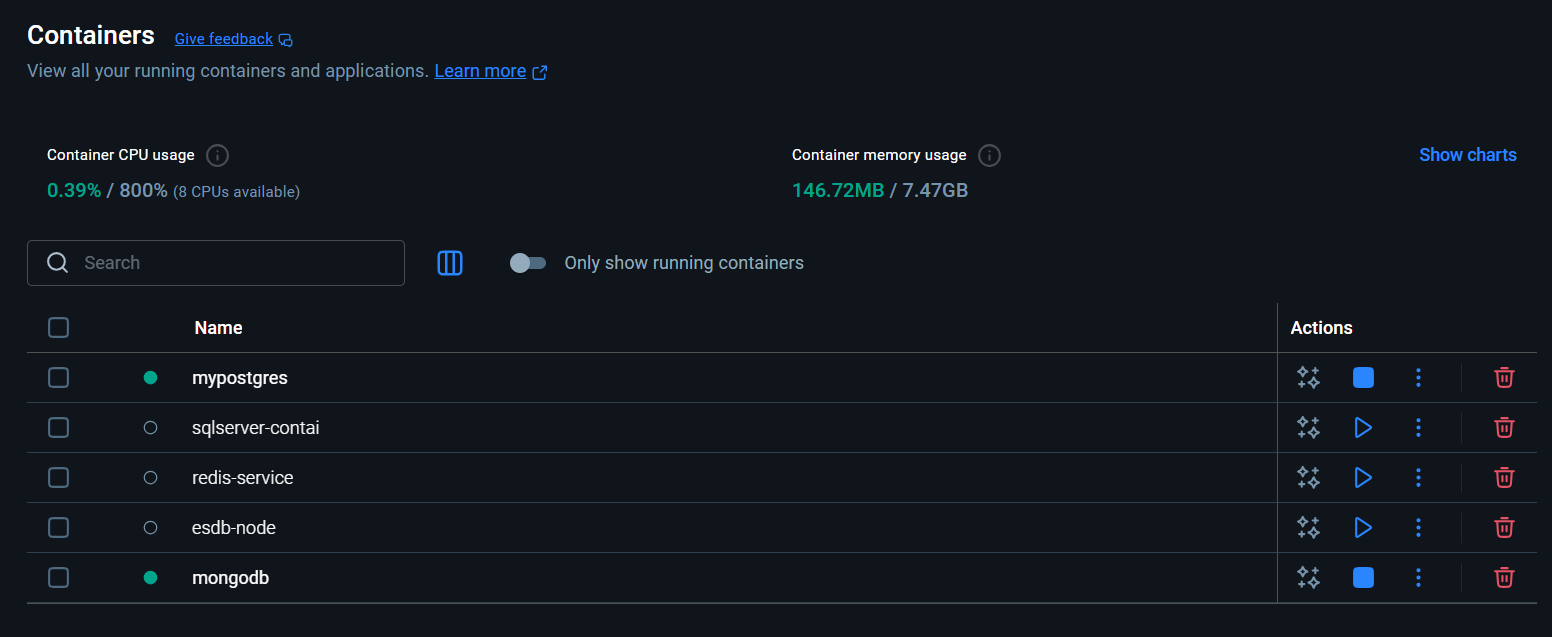 Containers Give feedback
View all your running containers and applications. Learn more
Container CPU usage Container memory usage Show charts
0.39% / 800% (8 CPUs available) 146.72MB / 7.47GB
Search Only show running containers
Name Actions
mypostgres
sqlserver-contai
redis-service
esdb-node
mongodb